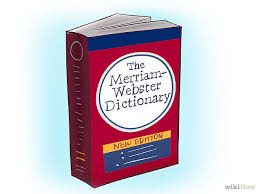 The
Merriam-
Webster
Dictionary
NEW EDITION
wikiHow